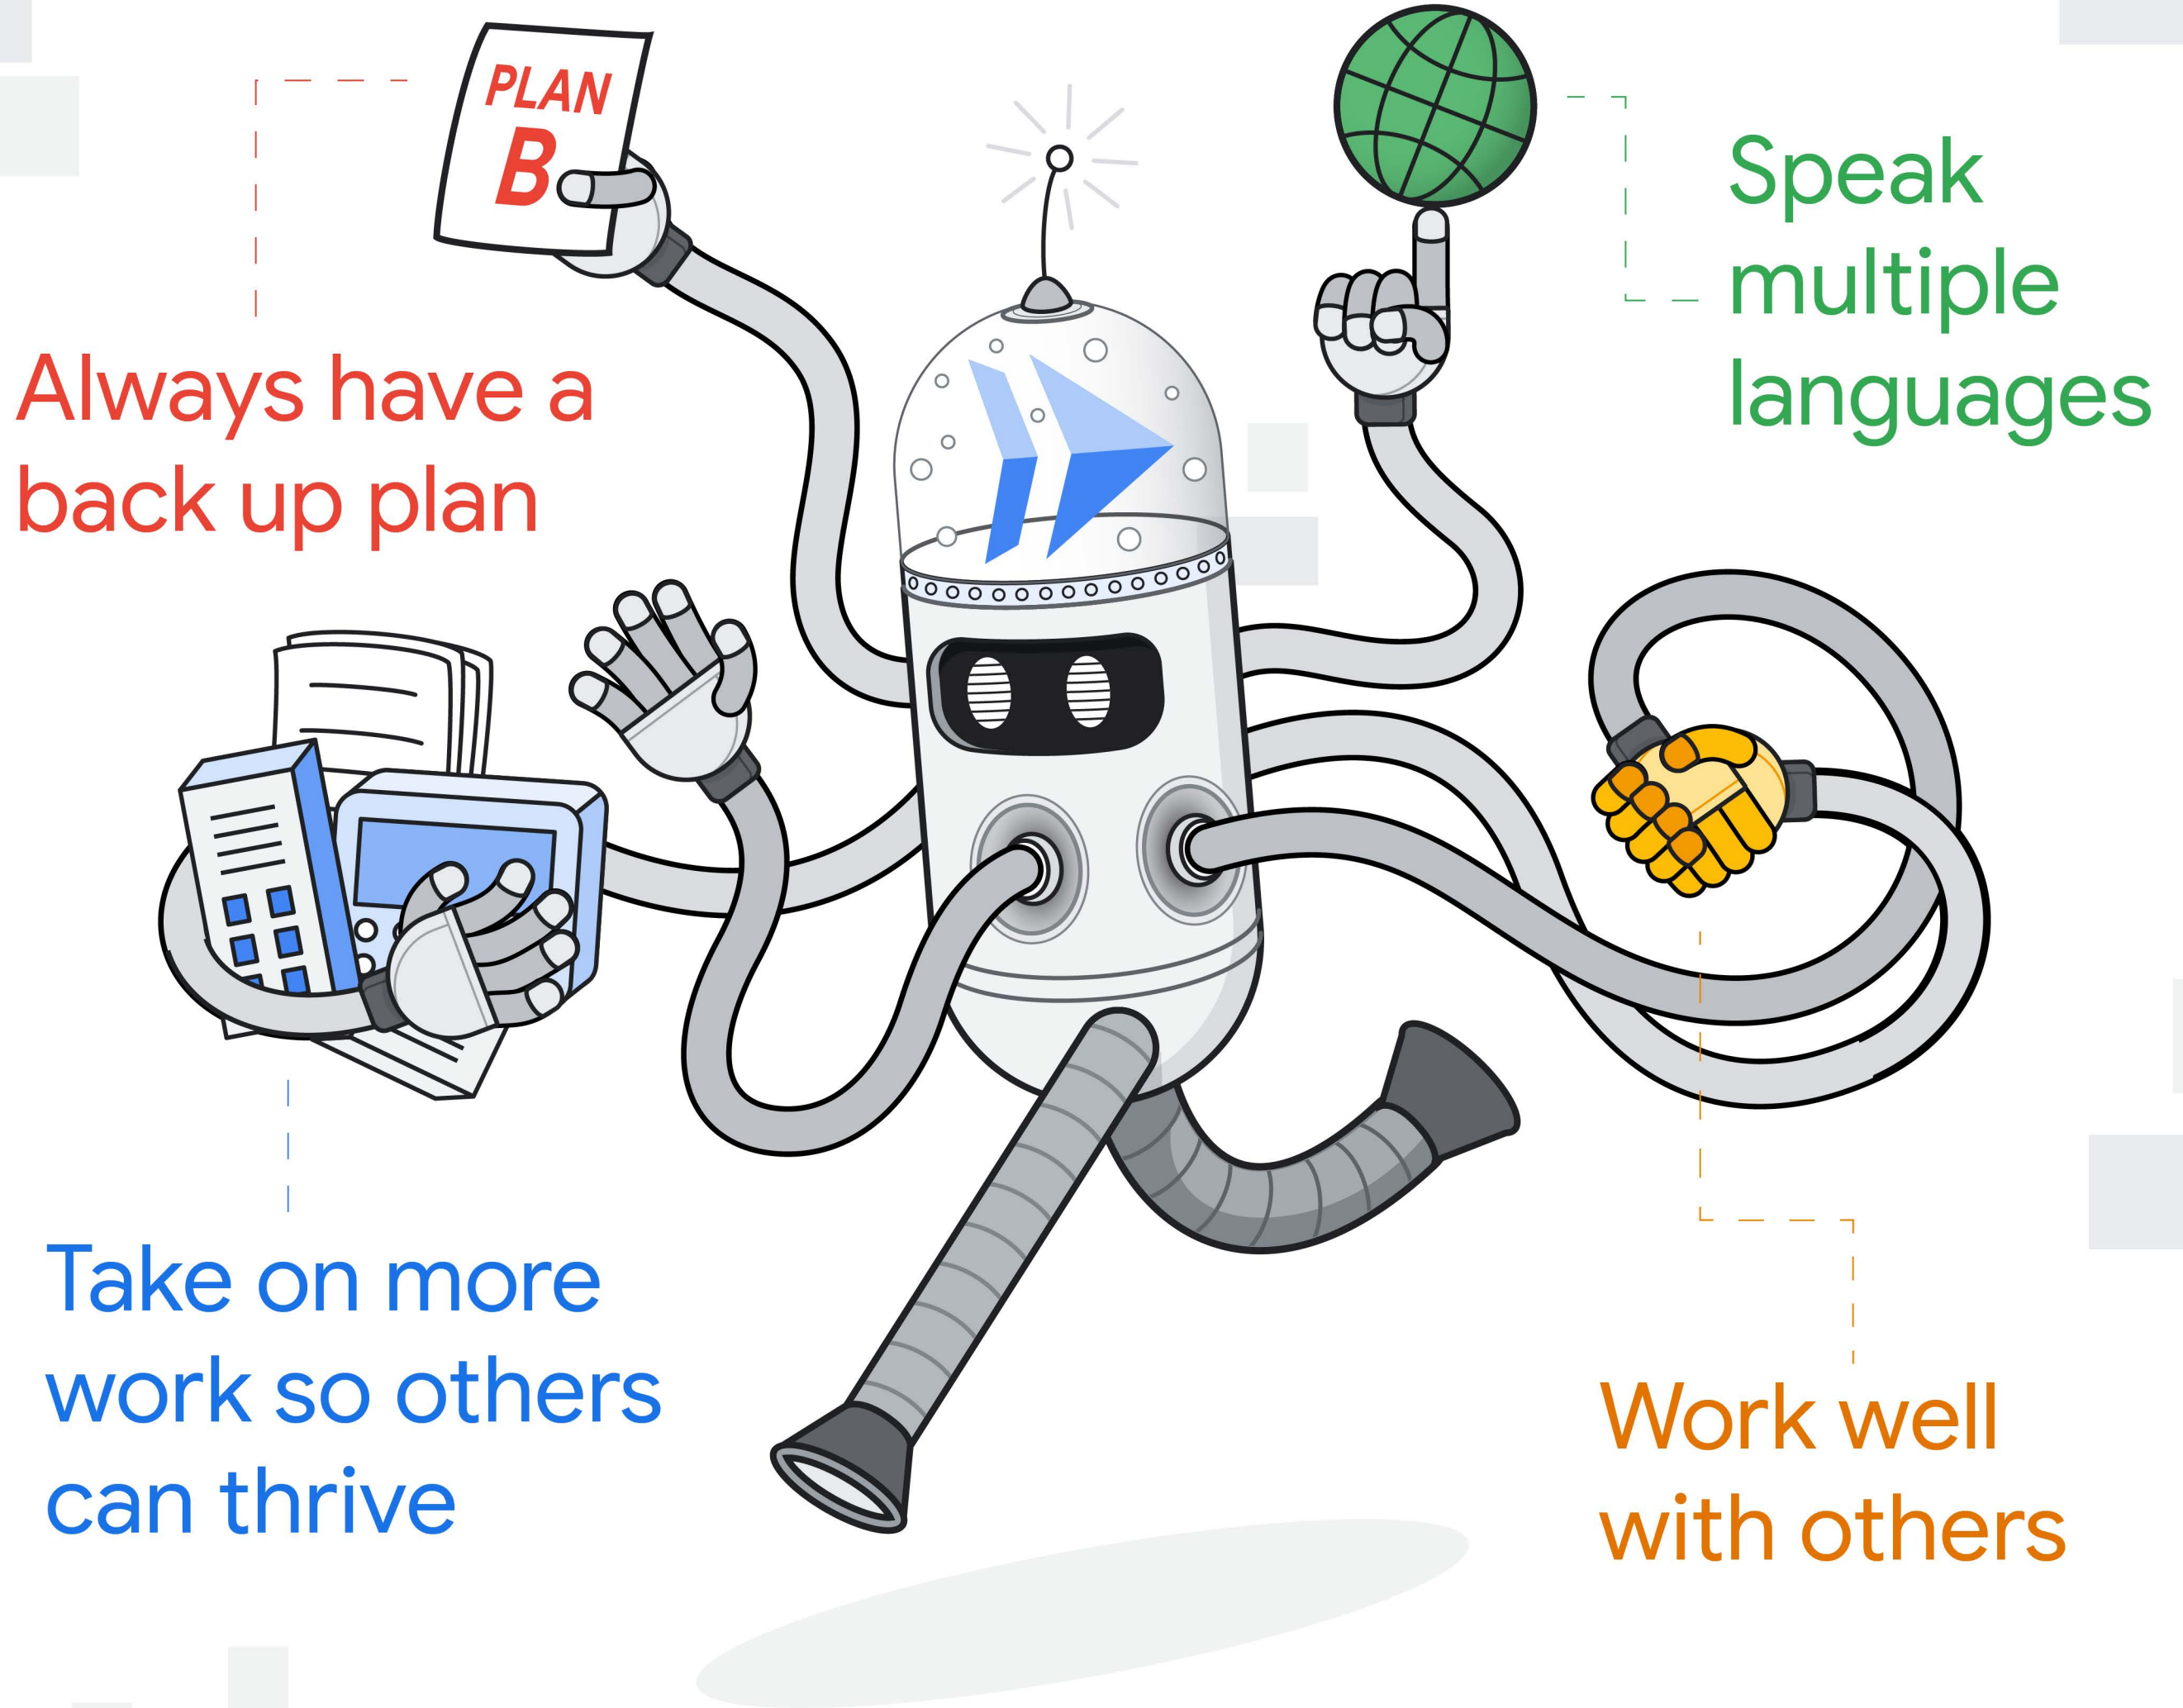 PLAN
B
Always have a
back up plan
Speak
multiple
languages
Take on more
work so others
can thrive
Work well
with others